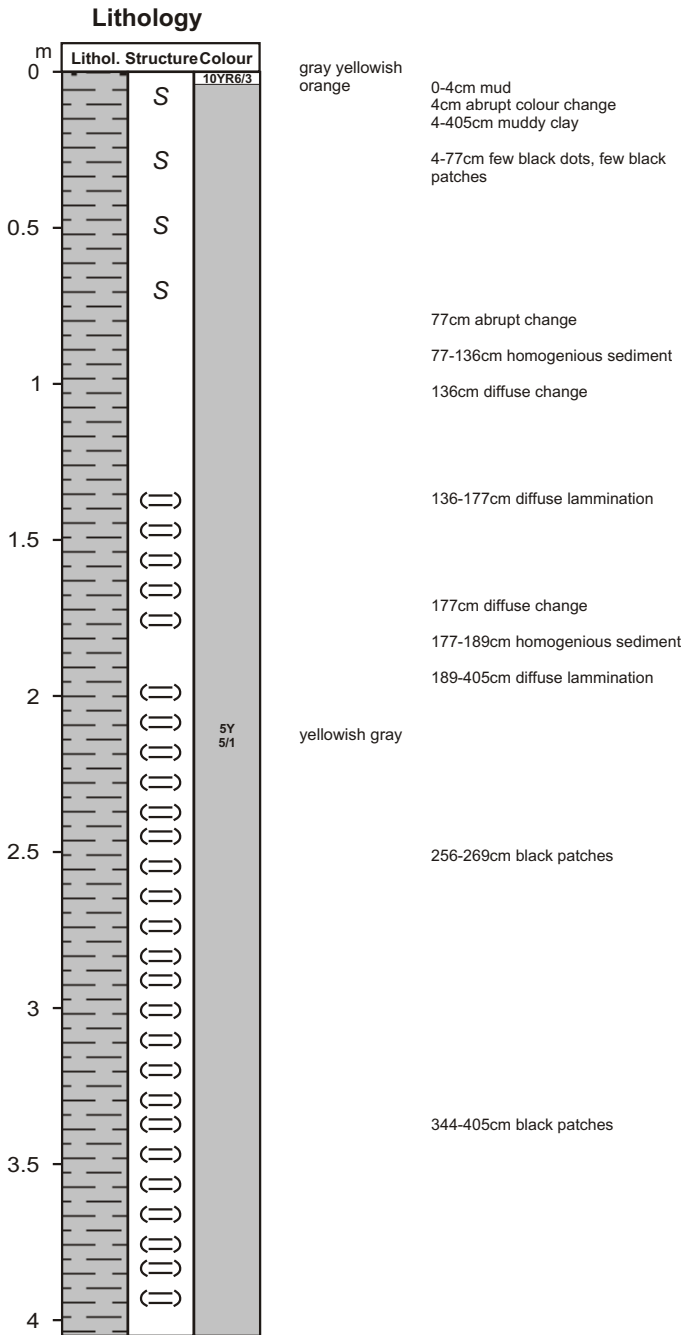 Lithology
m
Lithol. Structure Colour
0
10YR6/3
gray yellowish
orange
0-4cm mud
4cm abrupt colour change
4-405cm muddy clay
S
4-77cm few black dots, few black
patches
S
0.5
S
S
77cm abrupt change
77-136cm homogenious sediment
1
136cm diffuse change
136-177cm diffuse lammination
1.5
177cm diffuse change
177-189cm homogenious sediment
189-405cm diffuse lammination
2
5Y
5/1
yellowish gray
2.5
256-269cm black patches
3
344-405cm black patches
3.5
4